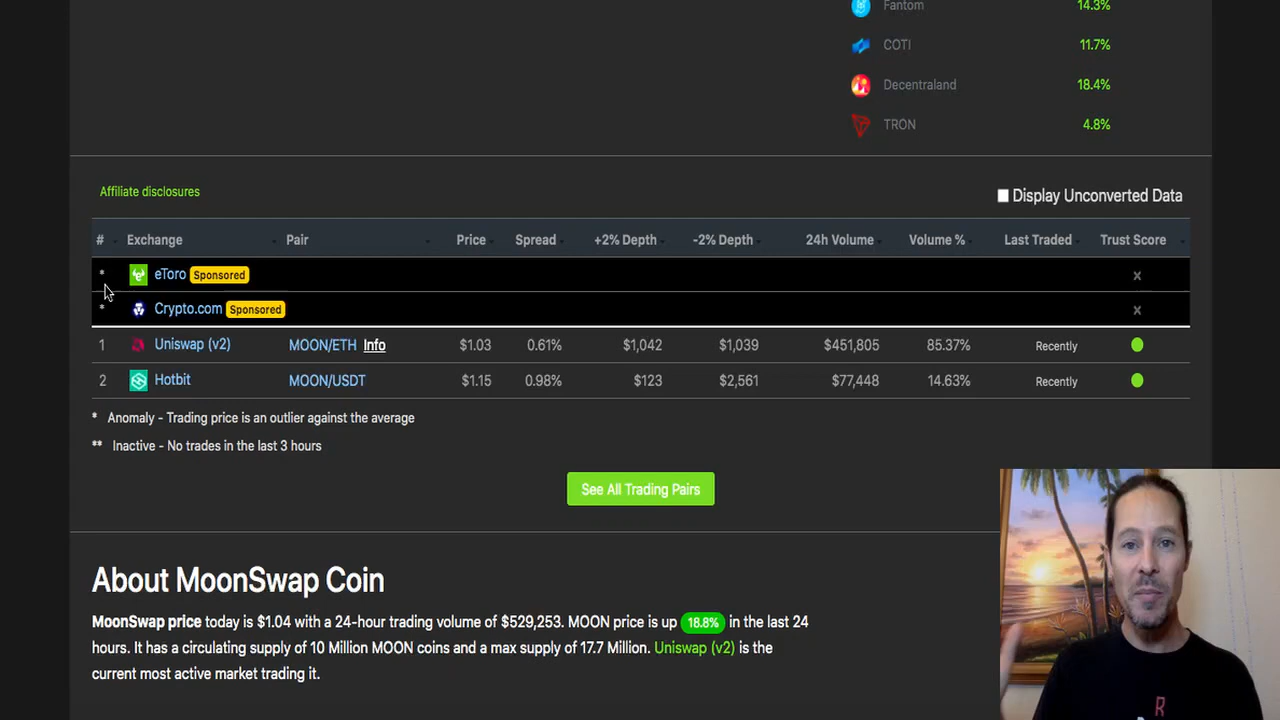 Fantom 14.3%
COTI 11.7%
Decentraland 18.4%
TRON 4.8%
Affiliate disclosures
Display Unconverted Data
# Exchange Pair Price Spread +2% Depth -2% Depth 24h Volume Volume % Last Traded Trust Score
* eToro Sponsored x
* Crypto.com Sponsored x
1 Uniswap (v2) MOON/ETH Info $1.03 0.61% $1,042 $1,039 $451,805 85.37% Recently
2 Hotbit MOON/USDT $1.15 0.98% $123 $2,561 $77,448 14.63% Recently
* Anomaly - Trading price is an outlier against the average
** Inactive - No trades in the last 3 hours
See All Trading Pairs
About MoonSwap Coin
MoonSwap price today is $1.04 with a 24-hour trading volume of $529,253. MOON price is up 18.8% in the last 24
hours. It has a circulating supply of 10 Million MOON coins and a max supply of 17.7 Million. Uniswap (v2) is the
current most active market trading it.